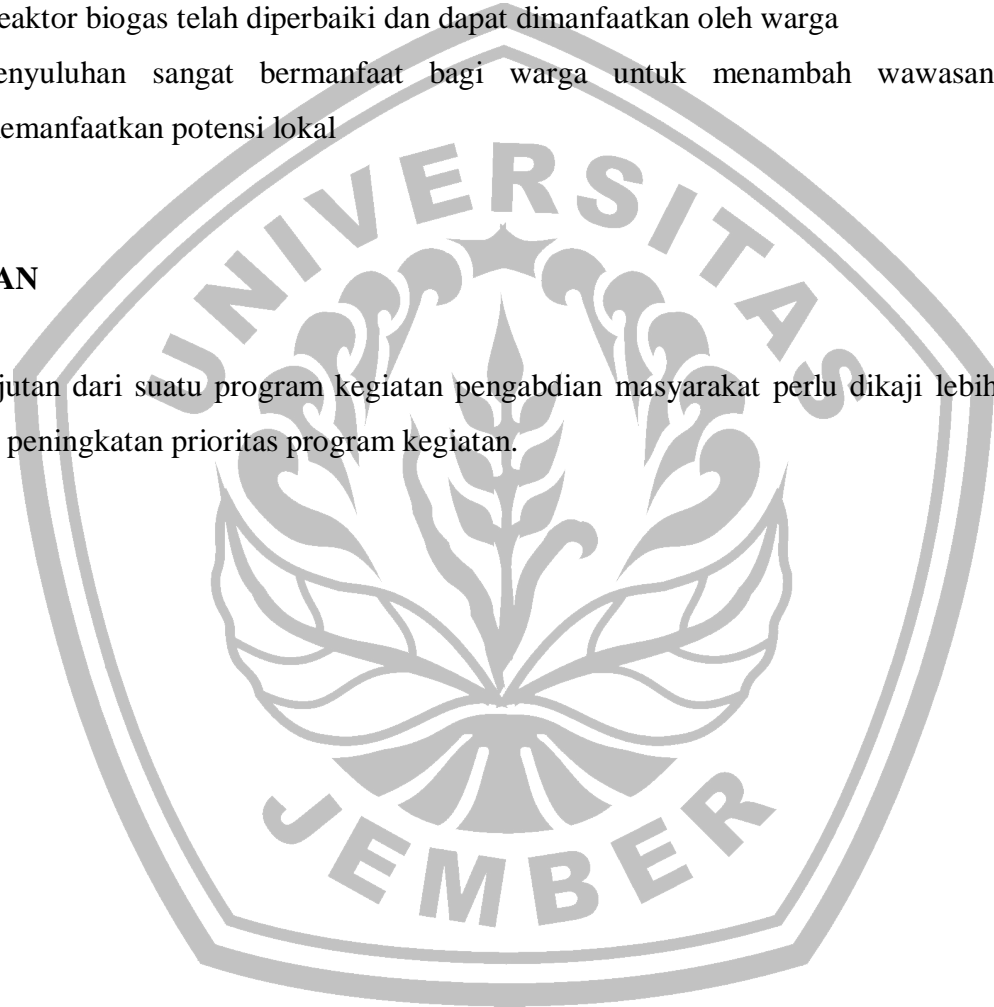 eaktor biogas telah diperbaiki dan dapat dimanfaatkan oleh warga
enyuluhan sangat bermanfaat bagi warga untuk menambah wawasan
emanfaatkan potensi lokal
UNIVERSITAS
AN
jutan dari suatu program kegiatan pengabdian masyarakat perlu dikaji lebih
peningkatan prioritas program kegiatan.
JEMBER